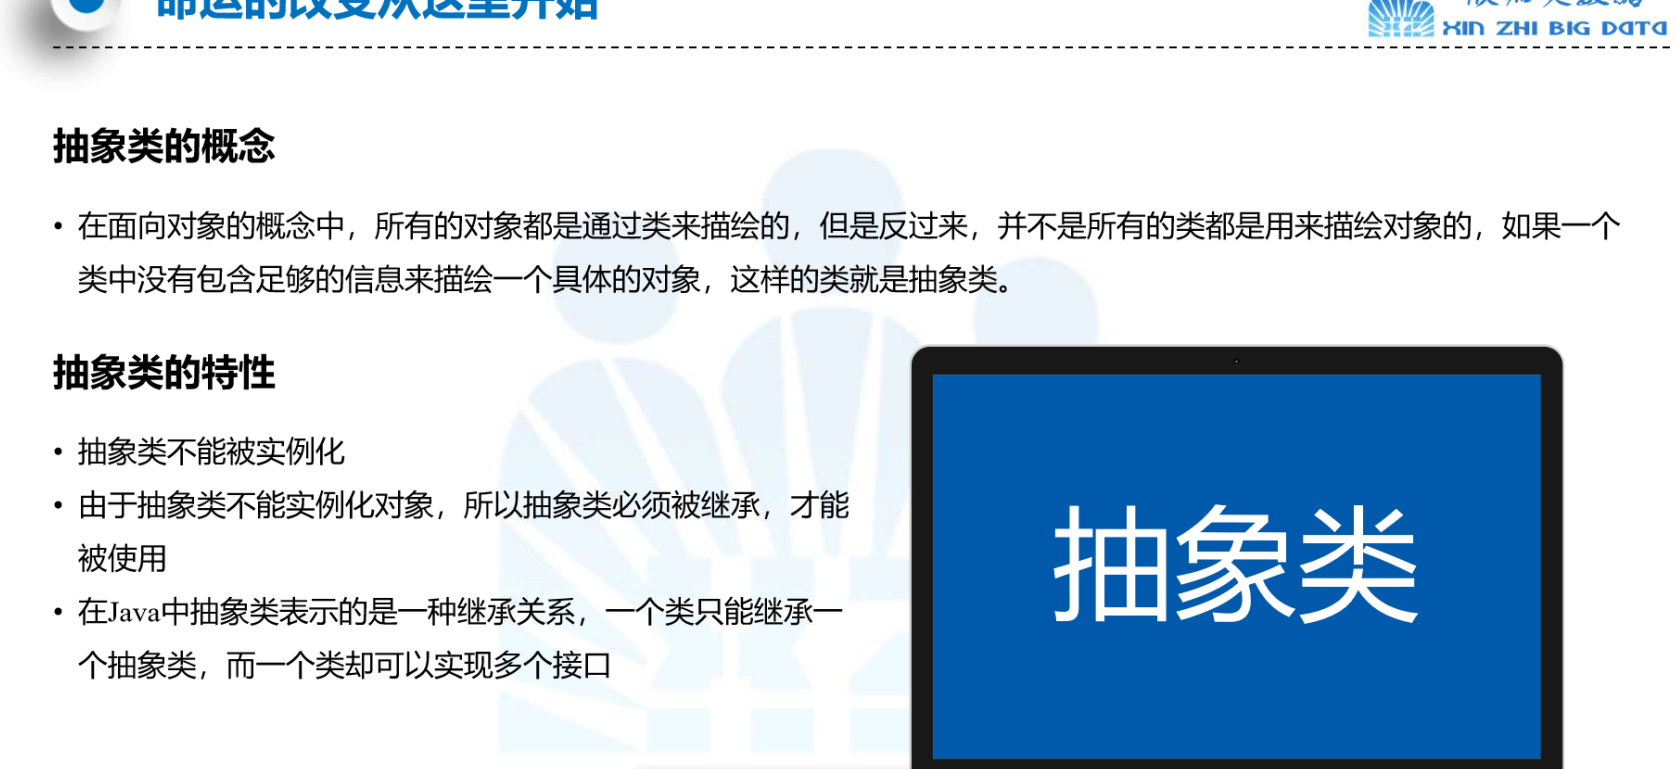 命运的改变从这里开始
XIN ZHI BIG DATA
抽象类的概念
• 在面向对象的概念中，所有的对象都是通过类来描绘的，但是反过来，并不是所有的类都是用来描绘对象的，如果一个
类中没有包含足够的信息来描绘一个具体的对象，这样的类就是抽象类。
抽象类的特性
• 抽象类不能被实例化
• 由于抽象类不能实例化对象，所以抽象类必须被继承，才能
被使用
• 在Java中抽象类表示的是一种继承关系，一个类只能继承一
个抽象类，而一个类却可以实现多个接口
抽象类